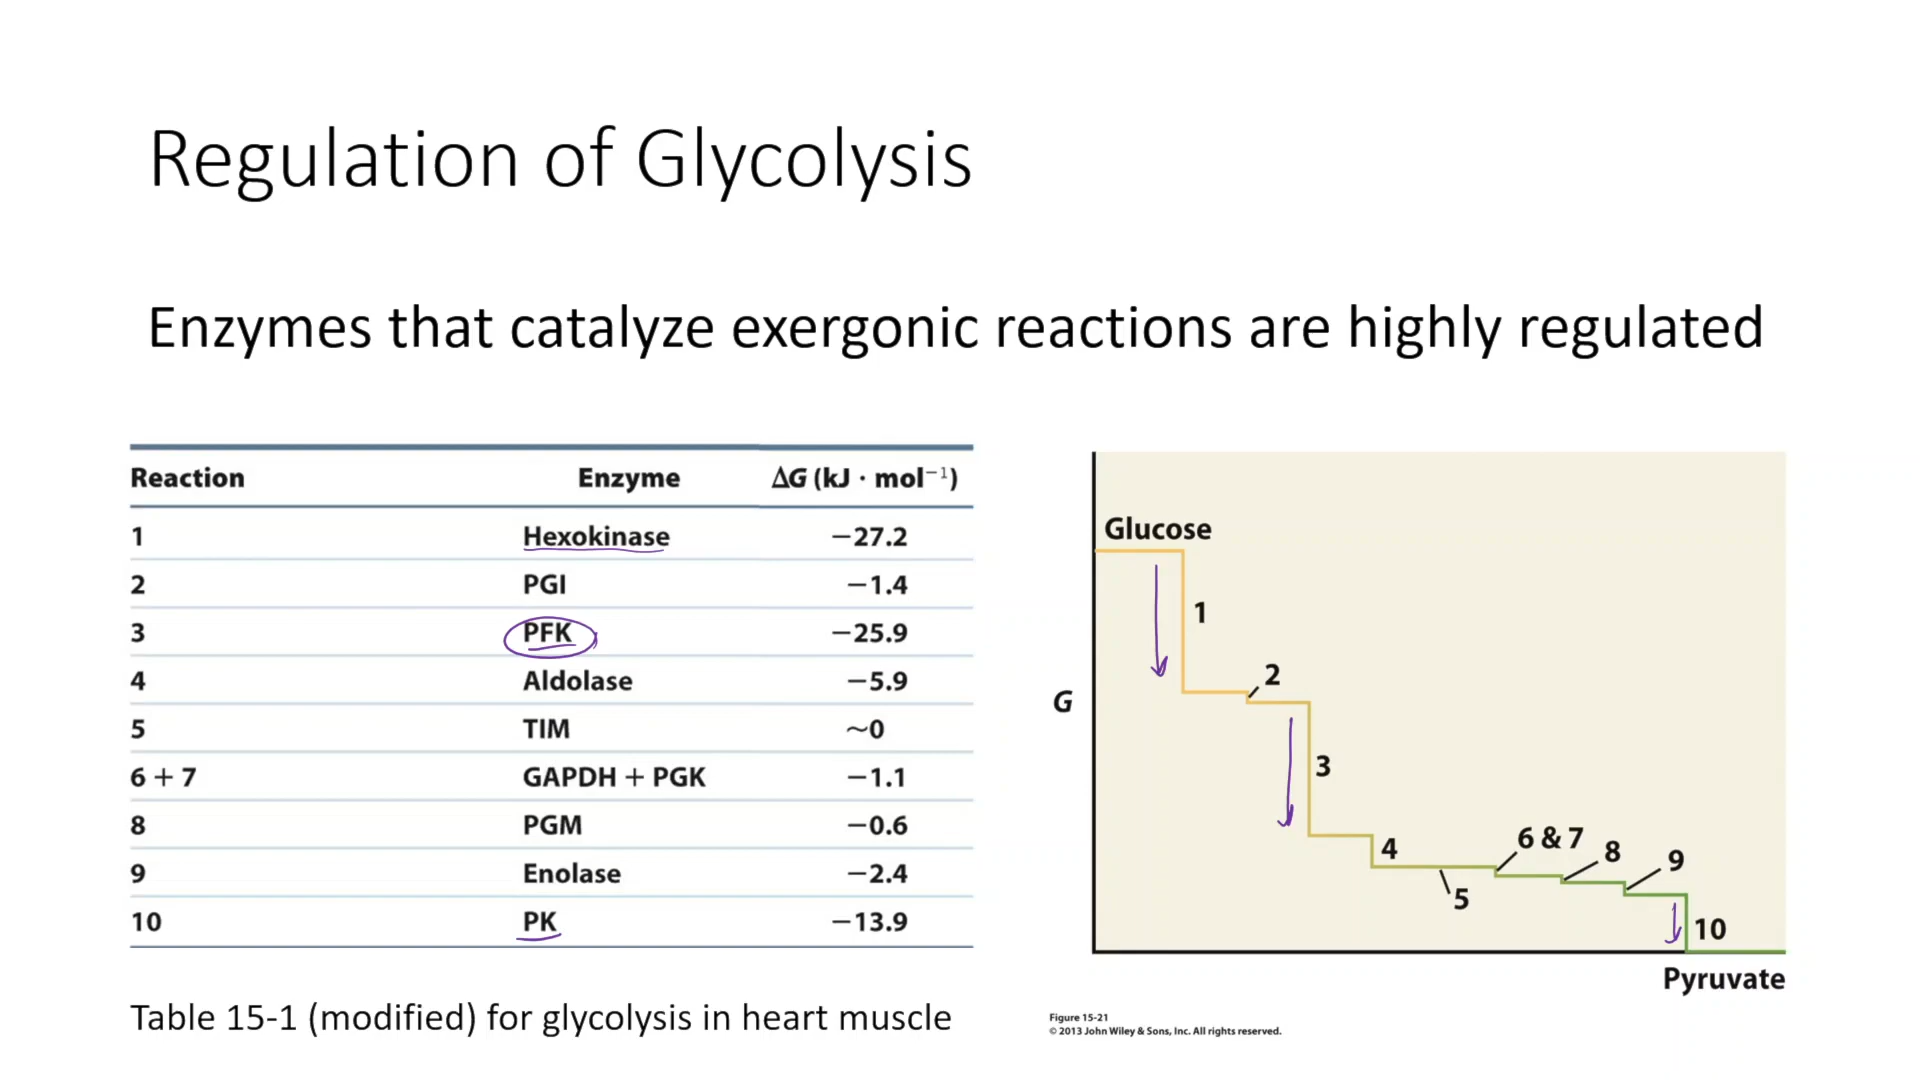 Regulation of Glycolysis
Enzymes that catalyze exergonic reactions are highly regulated
Reaction Enzyme ΔG (kJ · mol⁻¹)
1 Hexokinase −27.2
2 PGI −1.4
3 PFK −25.9
4 Aldolase −5.9
5 TIM ~0
6 + 7 GAPDH + PGK −1.1
8 PGM −0.6
9 Enolase −2.4
10 PK −13.9
Table 15-1 (modified) for glycolysis in heart muscle
Glucose
1
2
G
3
4
6 & 7
8
9
5
10
Pyruvate
Figure 15-21
© 2013 John Wiley & Sons, Inc. All rights reserved.